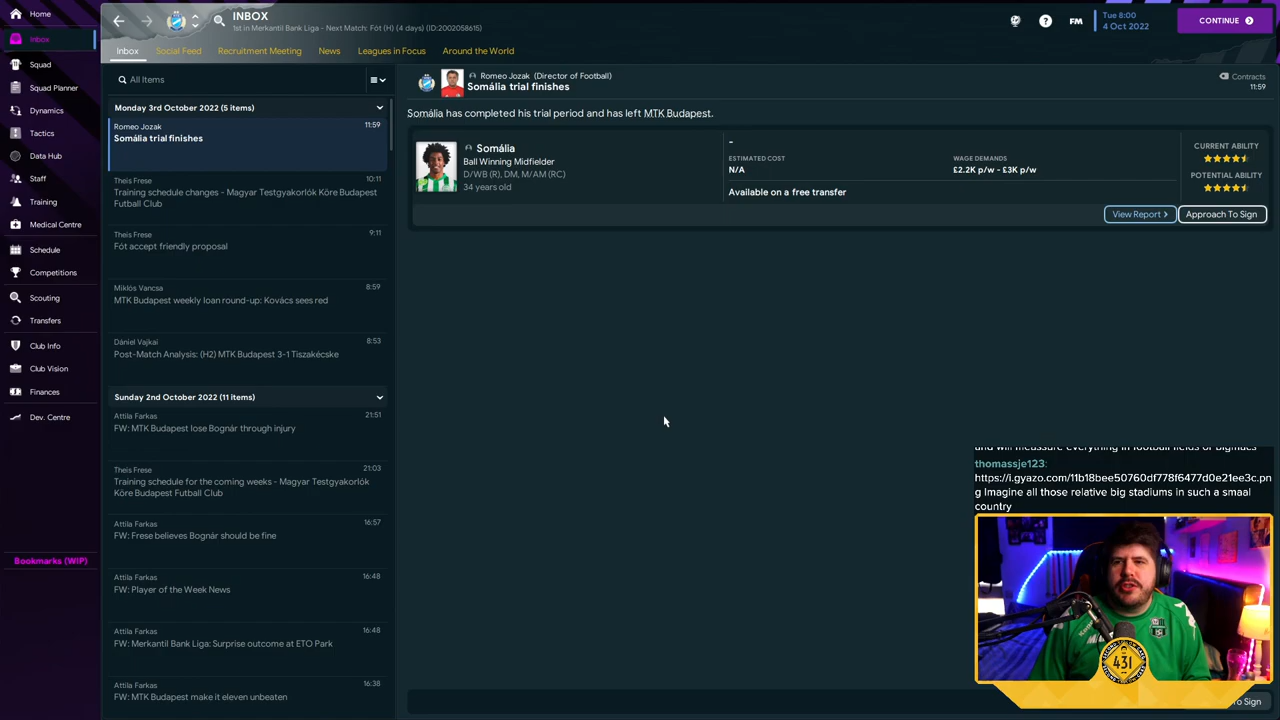 Home
Inbox
Squad
Squad Planner
Dynamics
Tactics
Data Hub
Staff
Training
Medical Centre
Schedule
Competitions
Scouting
Transfers
Club Info
Club Vision
Finances
Dev. Centre
Bookmarks (WIP)
INBOX
1st in Merkantil Bank Liga - Next Match: Fót (H) (4 days) (ID:2002058615)
FM
Tue 8:00
4 Oct 2022
CONTINUE
Inbox
Social Feed
Recruitment Meeting
News
Leagues in Focus
Around the World
All Items
Monday 3rd October 2022 (5 items)
Romeo Jozak 11:59
Somália trial finishes
Theis Frese 10:11
Training schedule changes - Magyar Testgyakorlók Köre Budapest
Futball Club
Theis Frese 9:11
Fót accept friendly proposal
Miklós Vancsa 8:59
MTK Budapest weekly loan round-up: Kovács sees red
Dániel Vajkai 8:53
Post-Match Analysis: (H2) MTK Budapest 3-1 Tiszakécske
Sunday 2nd October 2022 (11 items)
Attila Farkas 21:51
FW: MTK Budapest lose Bognár through injury
Theis Frese 21:03
Training schedule for the coming weeks - Magyar Testgyakorlók
Köre Budapest Futball Club
Attila Farkas 16:57
FW: Frese believes Bognár should be fine
Attila Farkas 16:48
FW: Player of the Week News
Attila Farkas 16:48
FW: Merkantil Bank Liga: Surprise outcome at ETO Park
Attila Farkas 16:38
FW: MTK Budapest make it eleven unbeaten
Romeo Jozak (Director of Football)
Somália trial finishes
Contracts
11:59
Somália has completed his trial period and has left MTK Budapest.
Somália
Ball Winning Midfielder
D/WB (R), DM, M/AM (RC)
34 years old
-
ESTIMATED COST
N/A
WAGE DEMANDS
£2.2K p/w - £3K p/w
Available on a free transfer
CURRENT ABILITY
POTENTIAL ABILITY
View Report
Approach To Sign
and will meassure everything in football fields or bigmacs
thomassje123:
https://i.gyazo.com/11b18bee50760df778f6477d0e21ee3c.pn
g Imagine all those relative big stadiums in such a smaal
country
431
To Sign